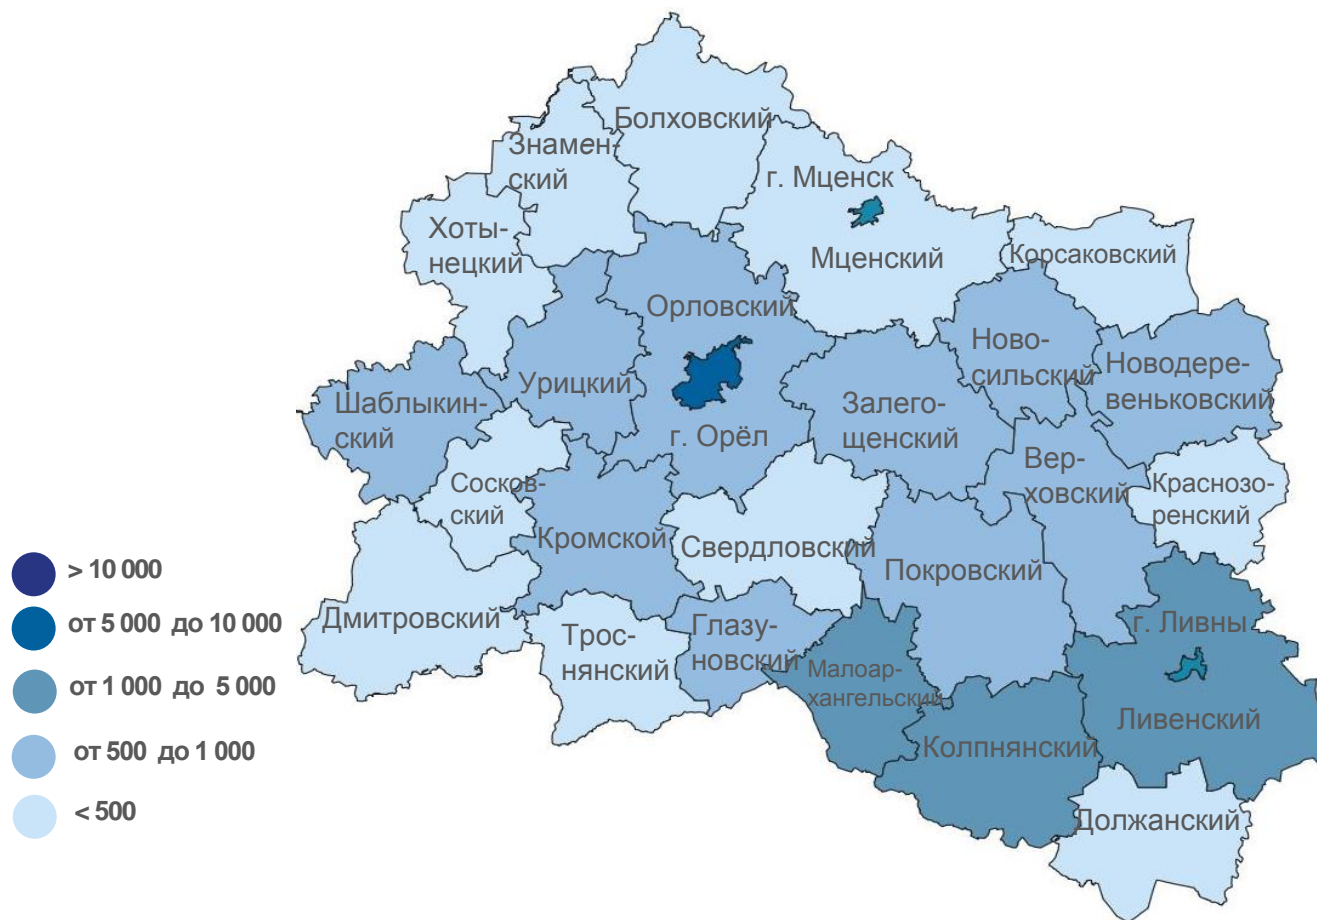 Болховский
Знамен-
ский
г. Мценск
Хоты-
нецкий
Мценский
Корсаковский
Орловский
Ново-
сильский
Новодере-
веньковский
Урицкий
Шаблыкин-
ский
Залего-
щенский
г. Орёл
Вер-
ховский
Сосков-
ский
Краснозо-
ренский
Кромской
Свердловский
Покровский
> 10 000
от 5 000 до 10 000
от 1 000 до 5 000
от 500 до 1 000
< 500
Дмитровский
Трос-
нянский
Глазу-
новский
Малоар-
хангельский
г. Ливны
Ливенский
Колпнянский
Должанский